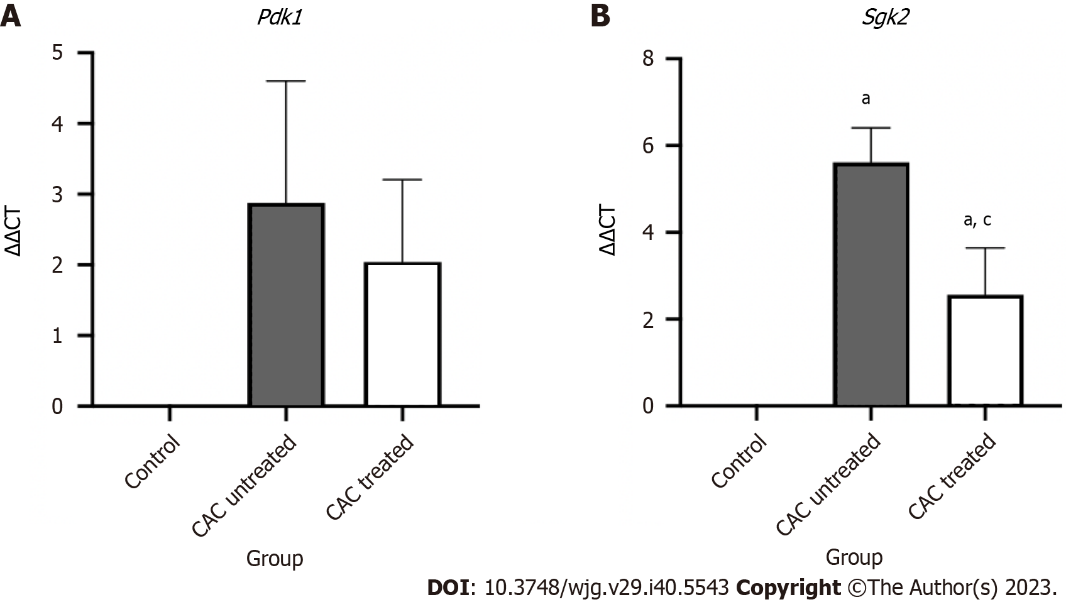 A
Pdk1
5
4
3
2
1
0
ΔΔCT
Control
CAC untreated
CAC treated
Group
B
Sgk2
8
6
4
2
0
ΔΔCT
a
a, c
Control
CAC untreated
CAC treated
Group
DOI: 10.3748/wjg.v29.i40.5543 Copyright ©The Author(s) 2023.